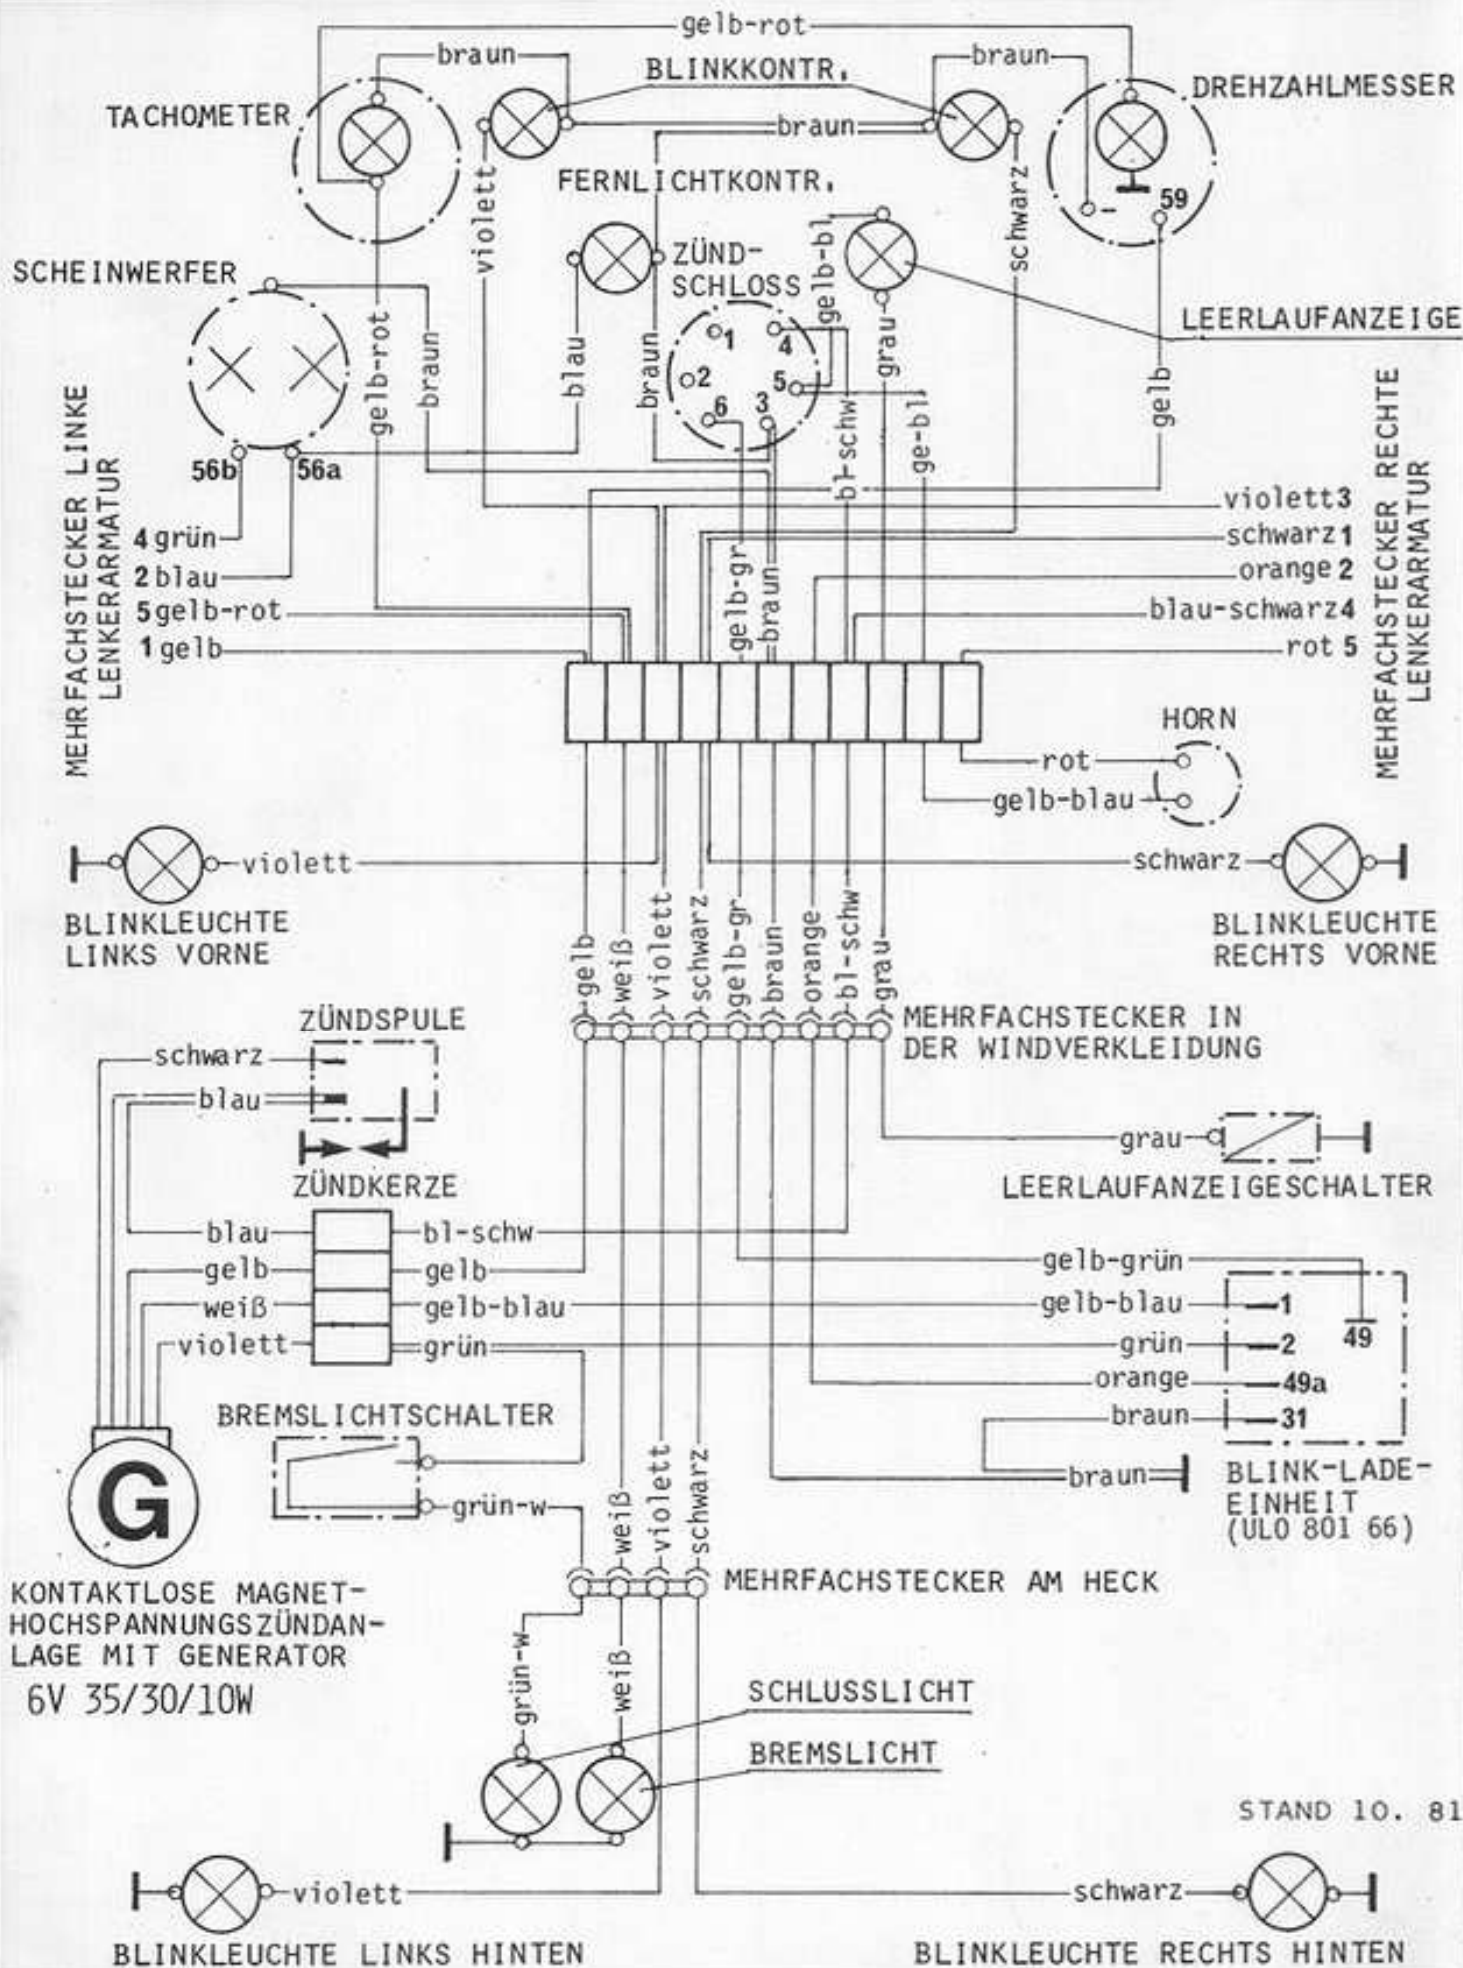 gelb-rot
braun
BLINKKONTR.
braun
DREHZAHLMESSER
TACHOMETER
braun
FERNLICHTKONTR.
59
violett
schwarz
gelb-bl
ZÜND-
SCHLOSS
SCHEINWERFER
LEERLAUFANZEIGE
1
4
2
5
6
3
gelb-rot
braun
blau
braun
grau
gelb
bl-schw
ge-bl
56b
56a
MEHRFACHSTECKER LINKE
LENKERARMATUR
MEHRFACHSTECKER RECHTE
LENKERARMATUR
4 grün
2 blau
5 gelb-rot
1 gelb
violett 3
schwarz 1
orange 2
blau-schwarz 4
rot 5
gelb-gr
braun
HORN
rot
gelb-blau
violett
schwarz
BLINKLEUCHTE
LINKS VORNE
BLINKLEUCHTE
RECHTS VORNE
gelb
weiß
violett
schwarz
gelb-gr
braun
orange
bl-schw
grau
MEHRFACHSTECKER IN
DER WINDVERKLEIDUNG
ZÜNDSPULE
schwarz
blau
ZÜNDKERZE
grau
LEERLAUFANZEIGESCHALTER
blau
bl-schw
gelb
gelb
weiß
gelb-blau
violett
grün
gelb-grün
gelb-blau
1
grün
2
49
orange
49a
braun
31
braun
BLINK-LADE-
EINHEIT
(ULO 801 66)
BREMSLICHTSCHALTER
grün-w
G
weiß
violett
schwarz
KONTAKTLOSE MAGNET-
HOCHSPANNUNGSZÜNDAN-
LAGE MIT GENERATOR
6V 35/30/10W
MEHRFACHSTECKER AM HECK
grün-w
weiß
SCHLUSSLICHT
BREMSLICHT
STAND 10. 81
violett
schwarz
BLINKLEUCHTE LINKS HINTEN
BLINKLEUCHTE RECHTS HINTEN